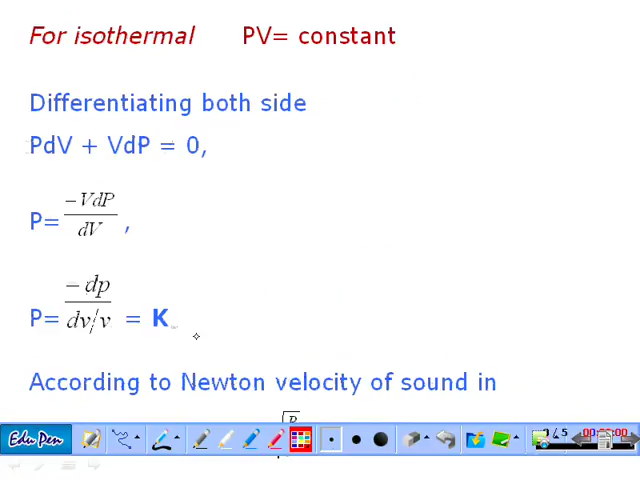 For isothermal PV= constant
Differentiating both side
PdV + VdP = 0,
P= −VdP / dV ,
P= −dp / dv/v = K
According to Newton velocity of sound in
Edu Pen
/ 5